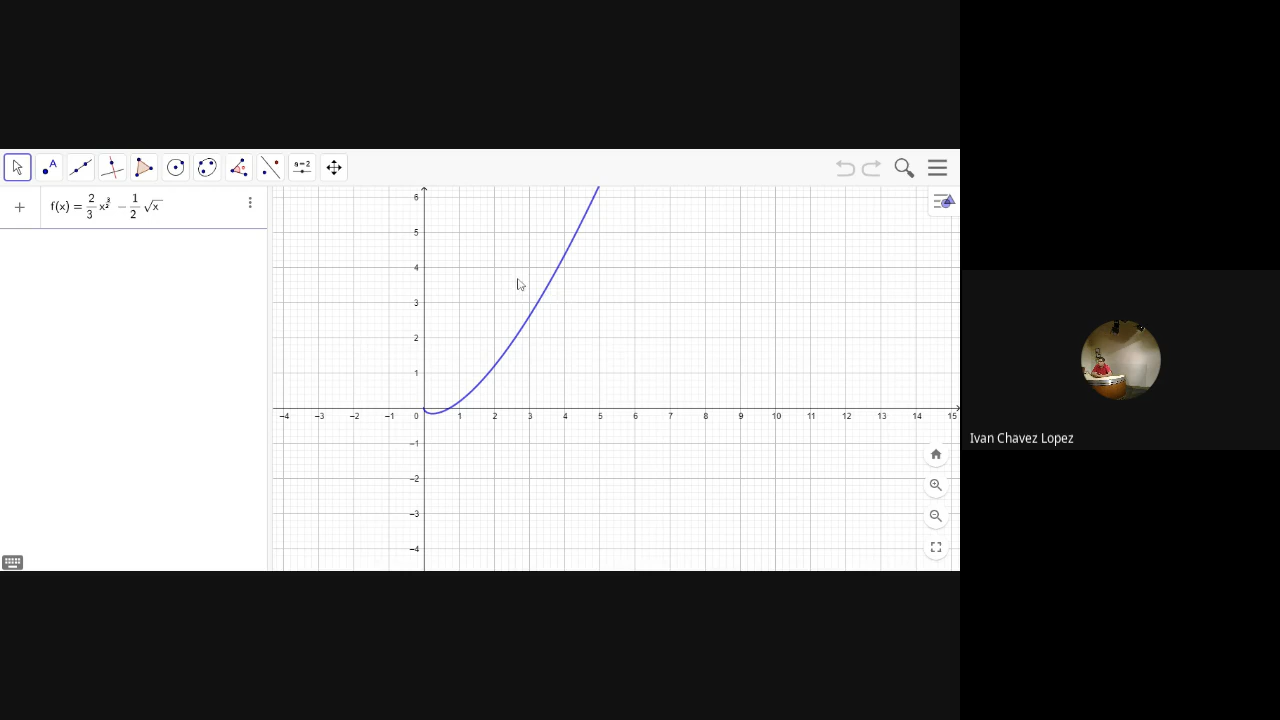 A
a=2
+
f(x) = 2/3 x^(3/2) − 1/2 √x
6
5
4
3
2
1
−4 −3 −2 −1 0 1 2 3 4 5 6 7 8 9 10 11 12 13 14 15
−1
−2
−3
−4
Ivan Chavez Lopez